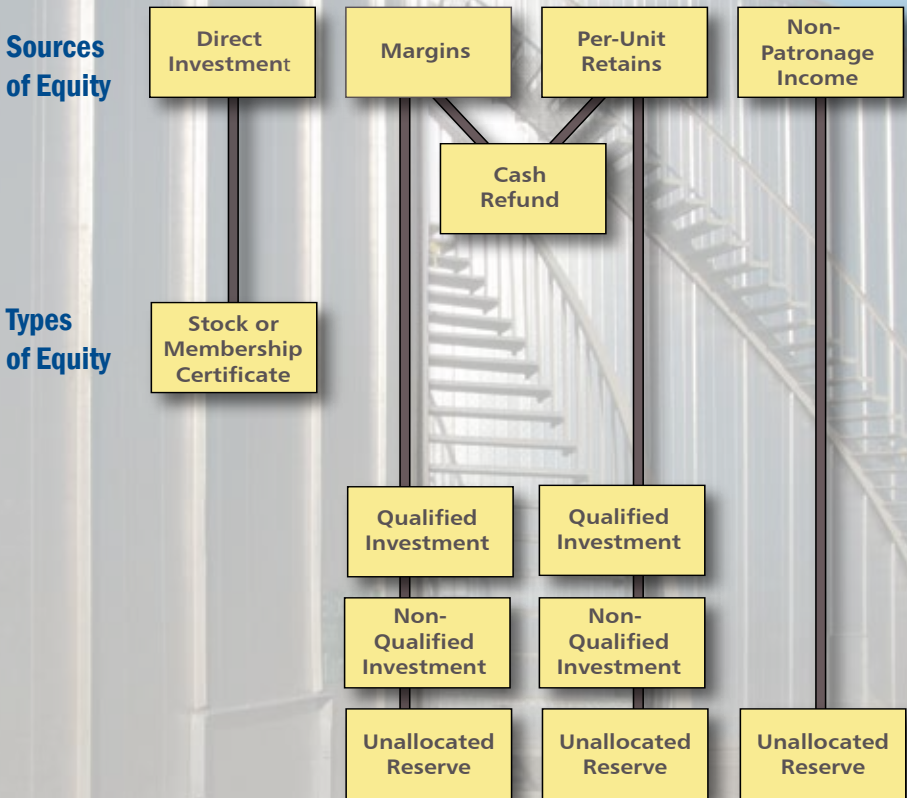 Sources
of Equity
Direct
Investment
Margins
Per-Unit
Retains
Non-
Patronage
Income
Cash
Refund
Types
of Equity
Stock or
Membership
Certificate
Qualified
Investment
Qualified
Investment
Non-
Qualified
Investment
Non-
Qualified
Investment
Unallocated
Reserve
Unallocated
Reserve
Unallocated
Reserve